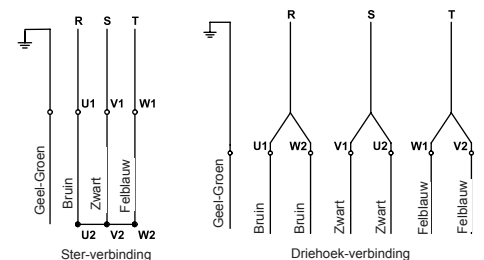 R S T
U1 V1 W1
Geel-Groen
Bruin
Zwart
Felblauw
U2 V2 W2
Ster-verbinding
R S T
U1 W2 V1 U2 W1 V2
Geel-Groen
Bruin
Bruin
Zwart
Zwart
Felblauw
Felblauw
Driehoek-verbinding